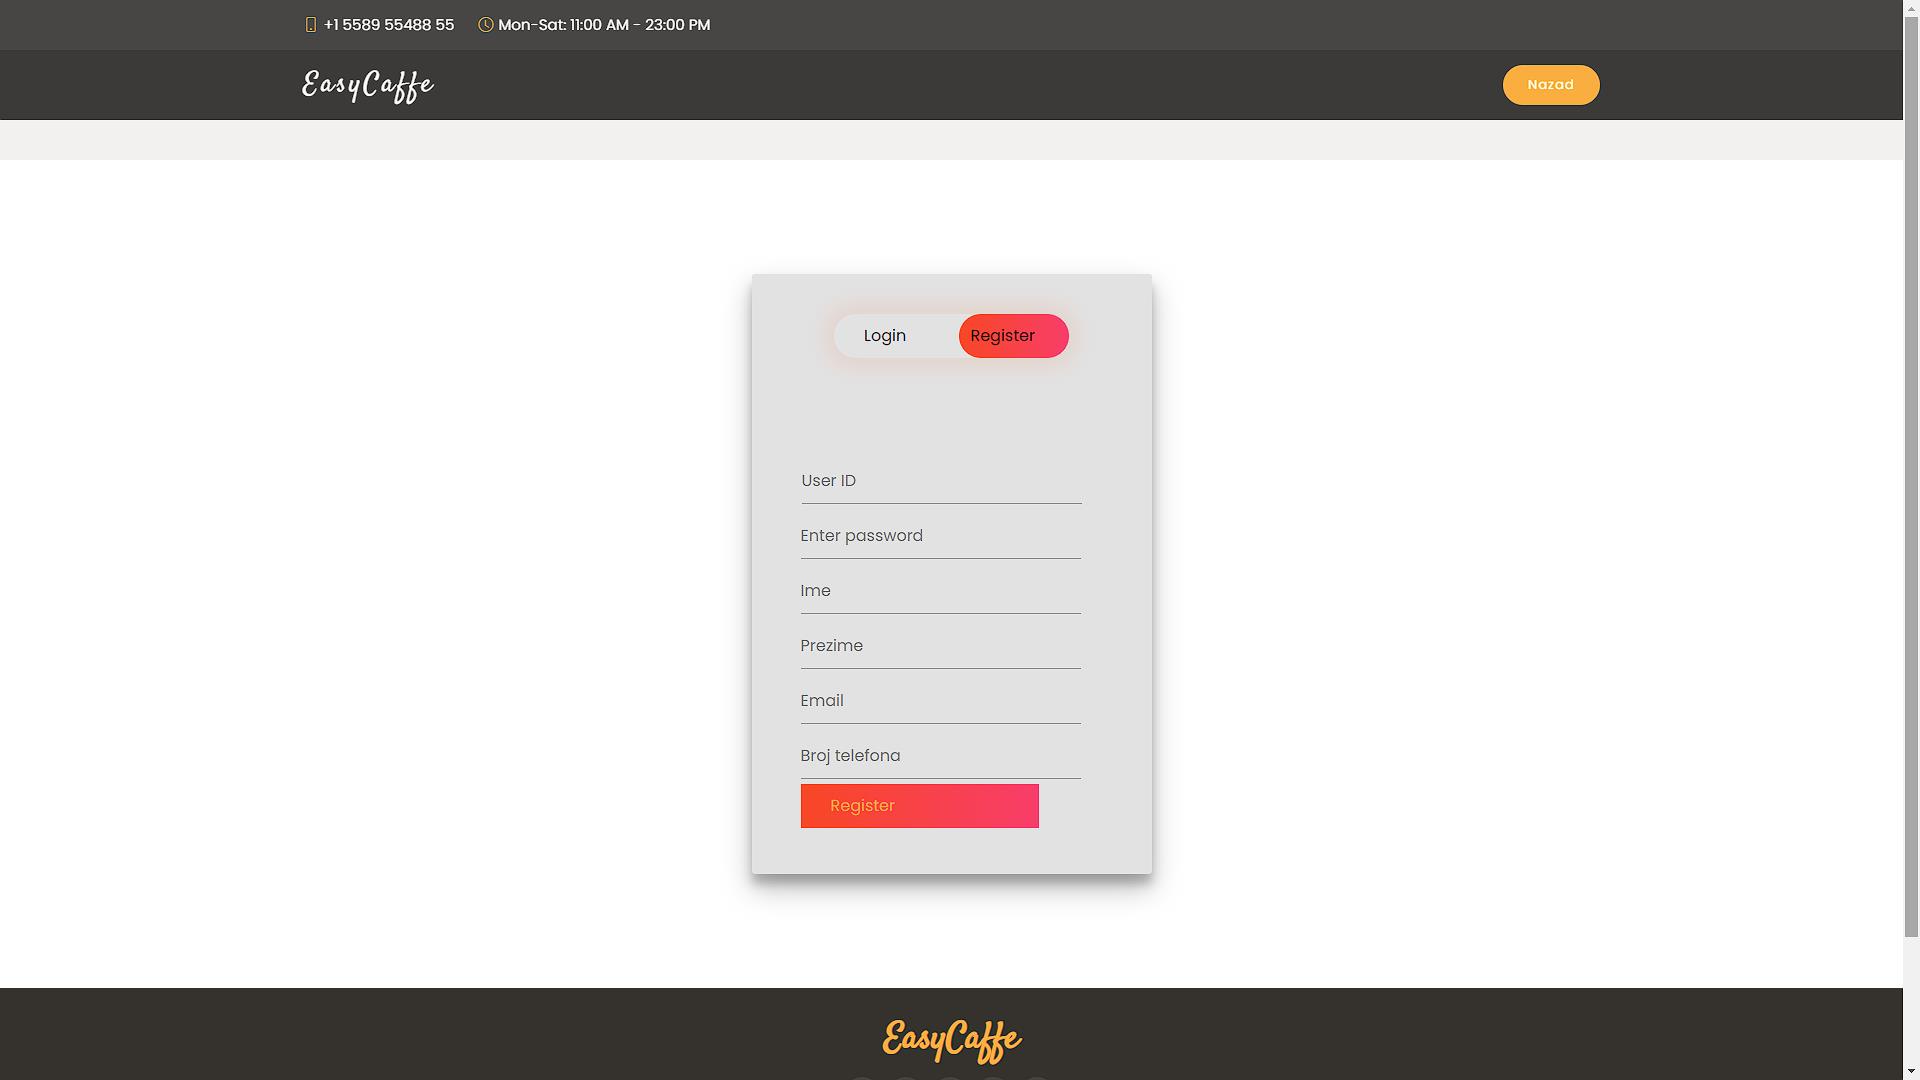 +1 5589 55488 55
Mon-Sat: 11:00 AM - 23:00 PM
EasyCaffe
Nazad
Login
Register
User ID
Enter password
Ime
Prezime
Email
Broj telefona
Register
EasyCaffe